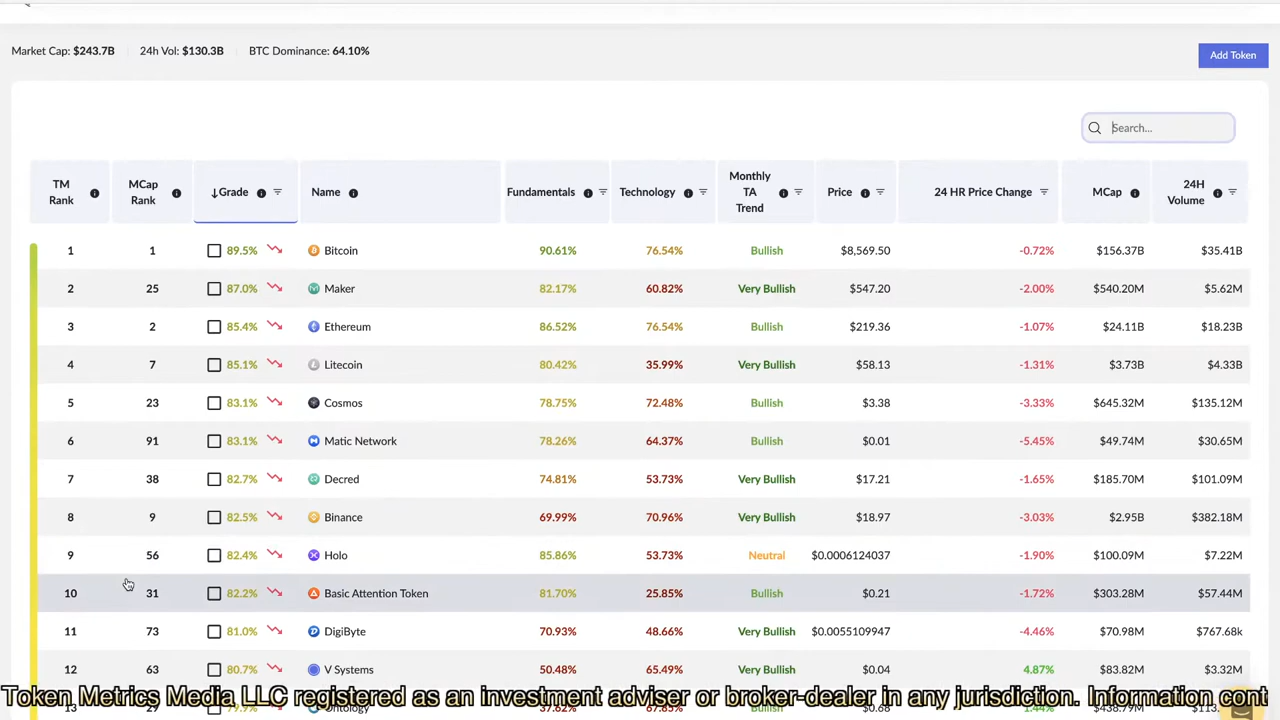 Market Cap: $243.7B 24h Vol: $130.3B BTC Dominance: 64.10%
Add Token
Search...
TM Rank MCap Rank ↓Grade Name Fundamentals Technology Monthly TA Trend Price 24 HR Price Change MCap 24H Volume
1 1 89.5% Bitcoin 90.61% 76.54% Bullish $8,569.50 -0.72% $156.37B $35.41B
2 25 87.0% Maker 82.17% 60.82% Very Bullish $547.20 -2.00% $540.20M $5.62M
3 2 85.4% Ethereum 86.52% 76.54% Bullish $219.36 -1.07% $24.11B $18.23B
4 7 85.1% Litecoin 80.42% 35.99% Very Bullish $58.13 -1.31% $3.73B $4.33B
5 23 83.1% Cosmos 78.75% 72.48% Bullish $3.38 -3.33% $645.32M $135.12M
6 91 83.1% Matic Network 78.26% 64.37% Bullish $0.01 -5.45% $49.74M $30.65M
7 38 82.7% Decred 74.81% 53.73% Very Bullish $17.21 -1.65% $185.70M $101.09M
8 9 82.5% Binance 69.99% 70.96% Very Bullish $18.97 -3.03% $2.95B $382.18M
9 56 82.4% Holo 85.86% 53.73% Neutral $0.0006124037 -1.90% $100.09M $7.22M
10 31 82.2% Basic Attention Token 81.70% 25.85% Bullish $0.21 -1.72% $303.28M $57.44M
11 73 81.0% DigiByte 70.93% 48.66% Very Bullish $0.0055109947 -4.46% $70.98M $767.68k
12 63 80.7% V Systems 50.48% 65.49% Very Bullish $0.04 4.87% $83.82M $3.32M
Token Metrics Media LLC registered as an investment adviser or broker-dealer in any jurisdiction. Information cont